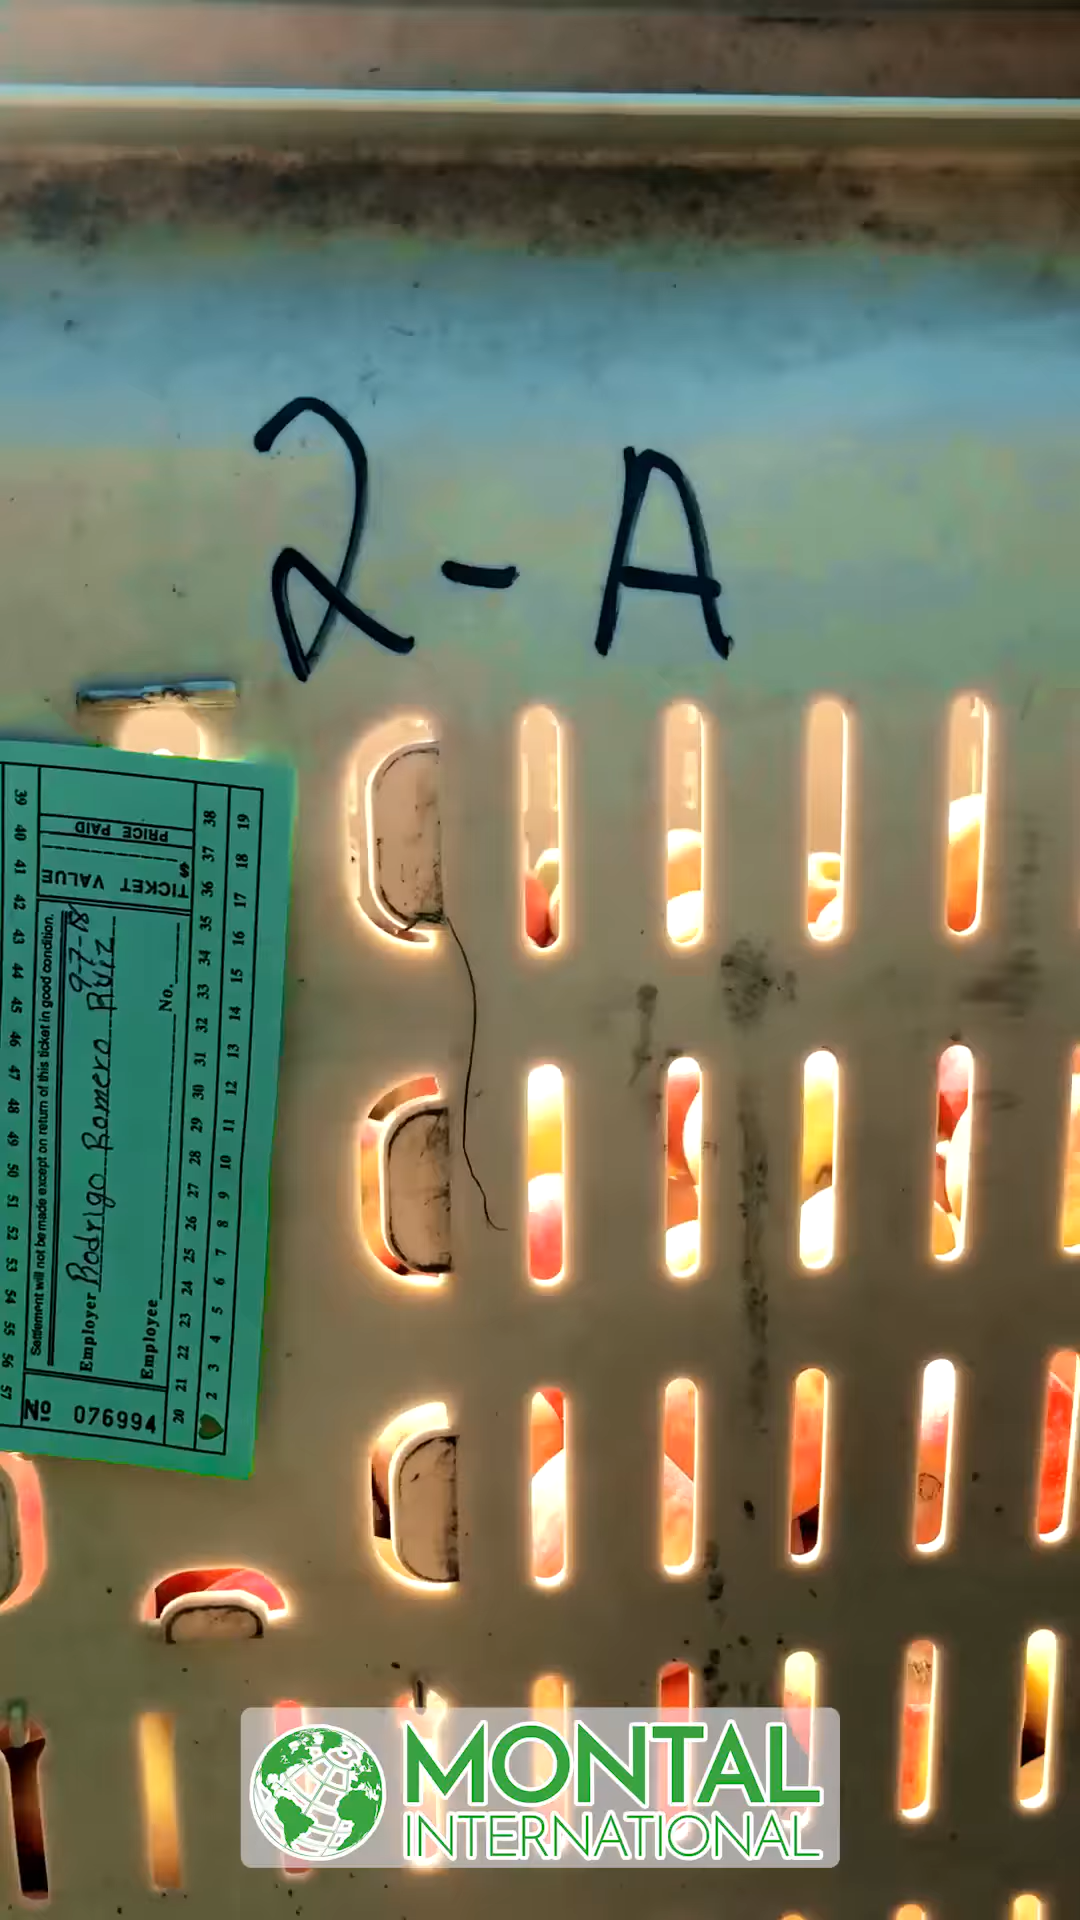 2-A
39 40 41 42 43 44 45 46 47 48 49 50 51 52 53 54 55 56 57
Settlement will not be made except on return of this ticket in good condition.
PRICE PAID
TICKET VALUE $
9-7-18
Employer Rodrigo Romero Ruiz
Employee No.
Nº 076994
20 21 22 23 24 25 26 27 28 29 30 31 32 33 34 35 36 37 38
2 3 4 5 6 7 8 9 10 11 12 13 14 15 16 17 18 19
MONTAL
INTERNATIONAL